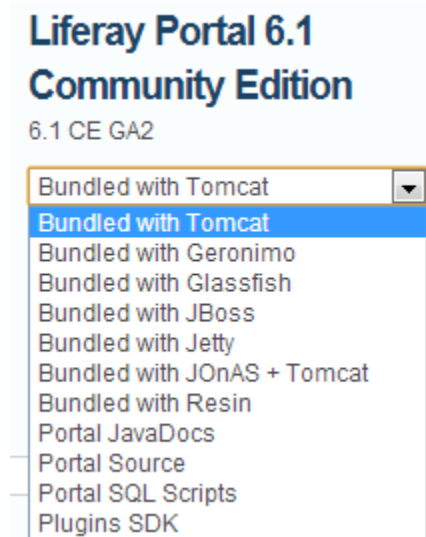 Liferay Portal 6.1
Community Edition
6.1 CE GA2
Bundled with Tomcat
Bundled with Tomcat
Bundled with Geronimo
Bundled with Glassfish
Bundled with JBoss
Bundled with Jetty
Bundled with JOnAS + Tomcat
Bundled with Resin
Portal JavaDocs
Portal Source
Portal SQL Scripts
Plugins SDK